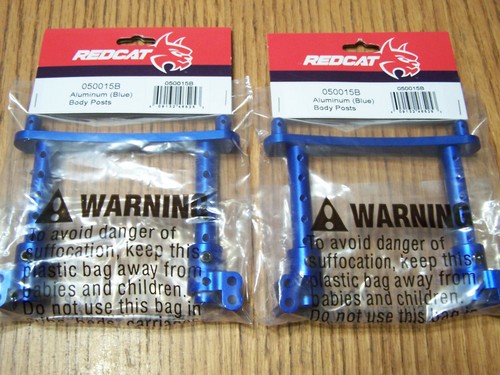 REDCAT
050015B
Aluminum (Blue)
Body Posts
050015B
WARNING
To avoid danger of
suffocation, keep this
plastic bag away from
babies and children.
Do not use this bag in
REDCAT
050015B
Aluminum (Blue)
Body Posts
050015B
WARNING
To avoid danger of
suffocation, keep this
plastic bag away from
babies and children.
Do not use this bag in